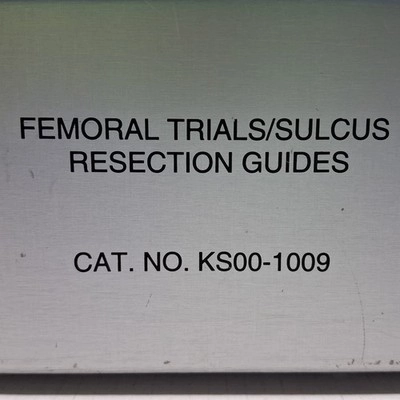 FEMORAL TRIALS/SULCUS
RESECTION GUIDES
CAT. NO. KS00-1009